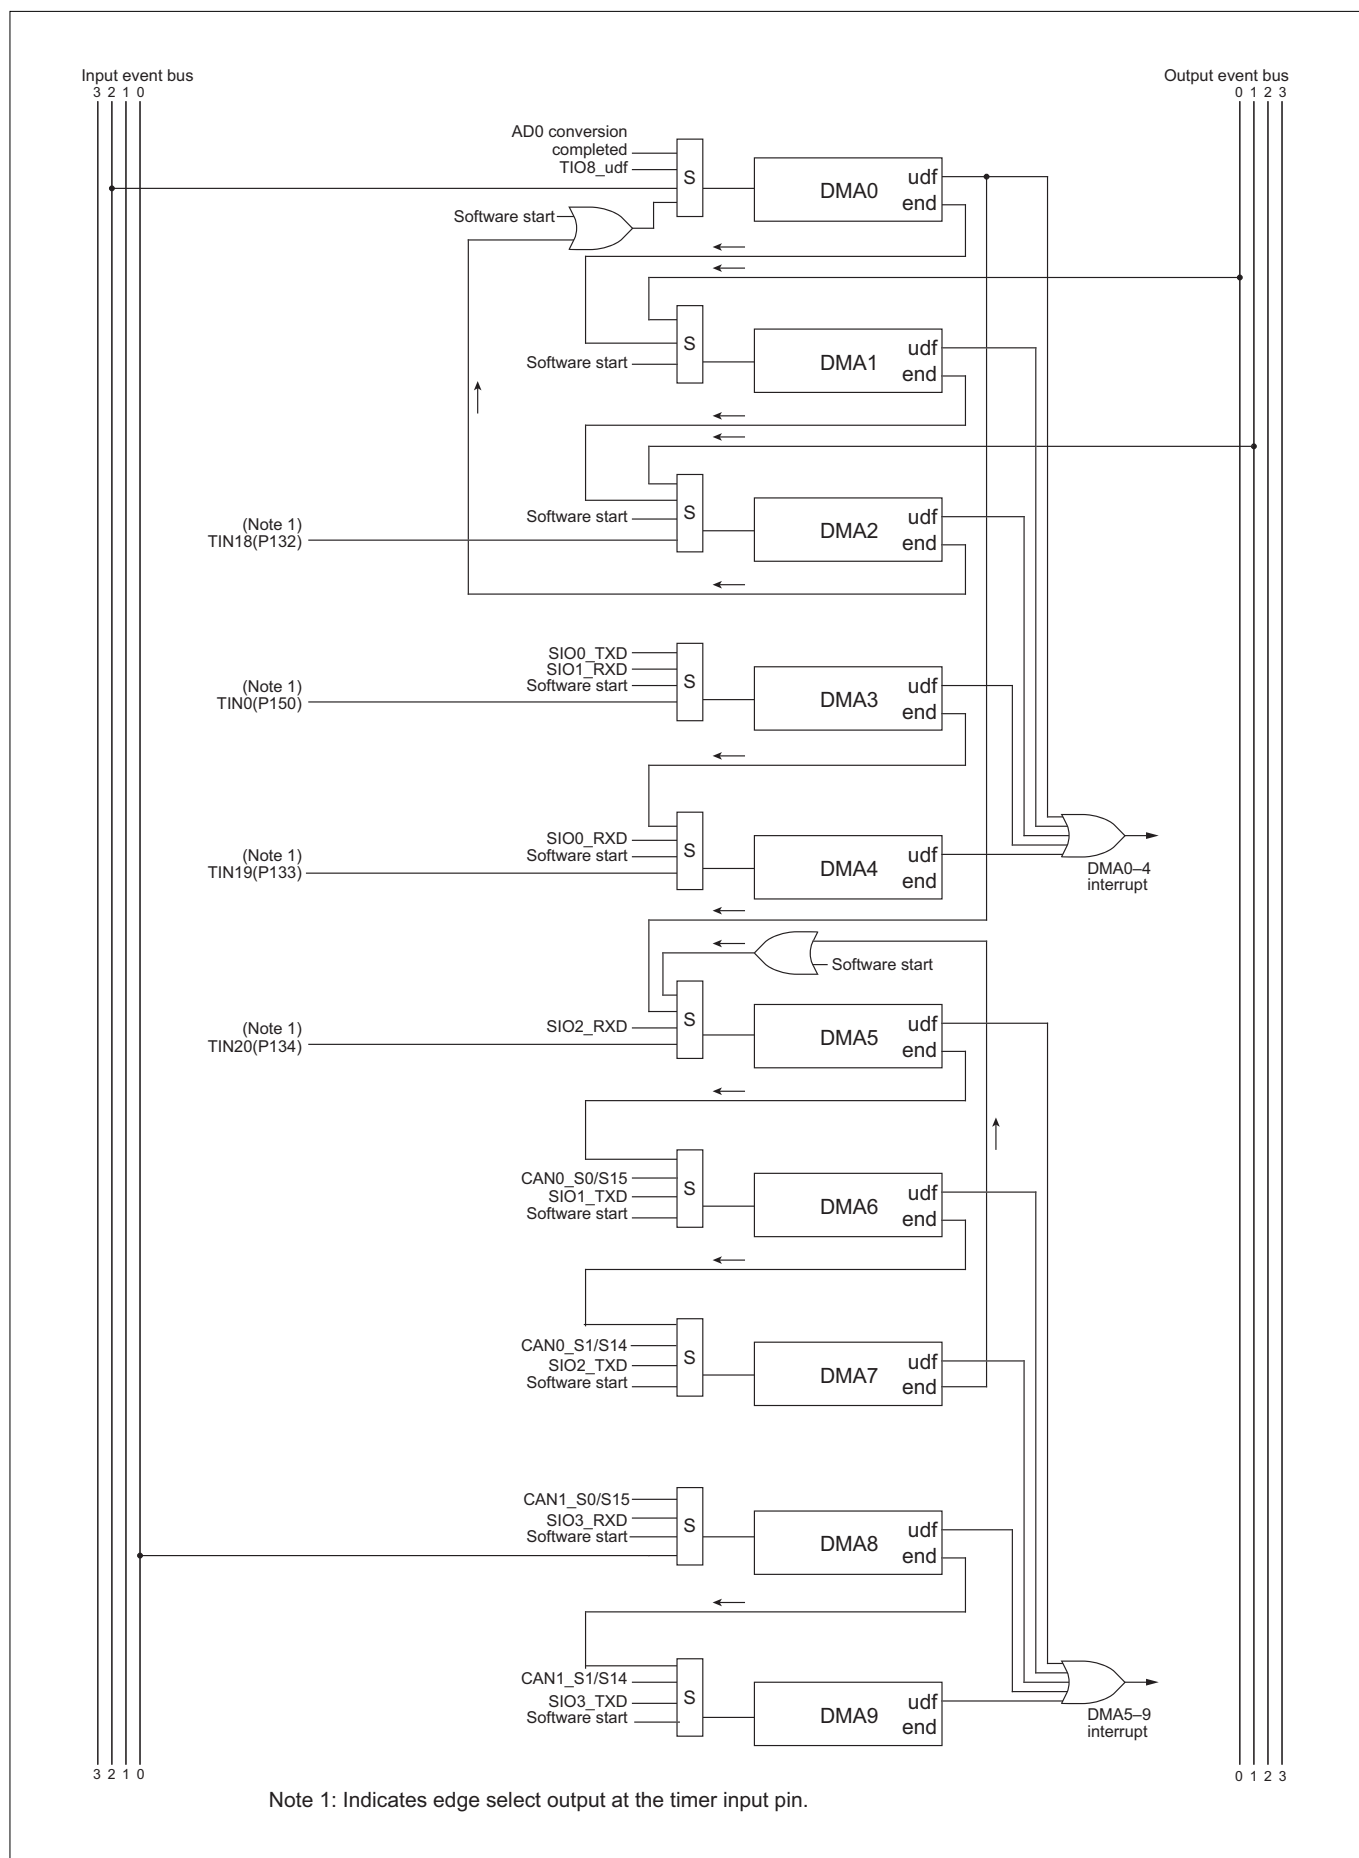 Input event bus
3 2 1 0
Output event bus
0 1 2 3
AD0 conversion
completed
TIO8_udf
S
DMA0
udf
end
Software start
S
Software start
DMA1
udf
end
(Note 1)
TIN18(P132)
Software start
S
DMA2
udf
end
SIO0_TXD
SIO1_RXD
Software start
(Note 1)
TIN0(P150)
S
DMA3
udf
end
SIO0_RXD
Software start
(Note 1)
TIN19(P133)
S
DMA4
udf
end
DMA0–4
interrupt
Software start
(Note 1)
TIN20(P134)
SIO2_RXD
S
DMA5
udf
end
CAN0_S0/S15
SIO1_TXD
Software start
S
DMA6
udf
end
CAN0_S1/S14
SIO2_TXD
Software start
S
DMA7
udf
end
CAN1_S0/S15
SIO3_RXD
Software start
S
DMA8
udf
end
CAN1_S1/S14
SIO3_TXD
Software start
S
DMA9
udf
end
DMA5–9
interrupt
3 2 1 0
0 1 2 3
Note 1: Indicates edge select output at the timer input pin.